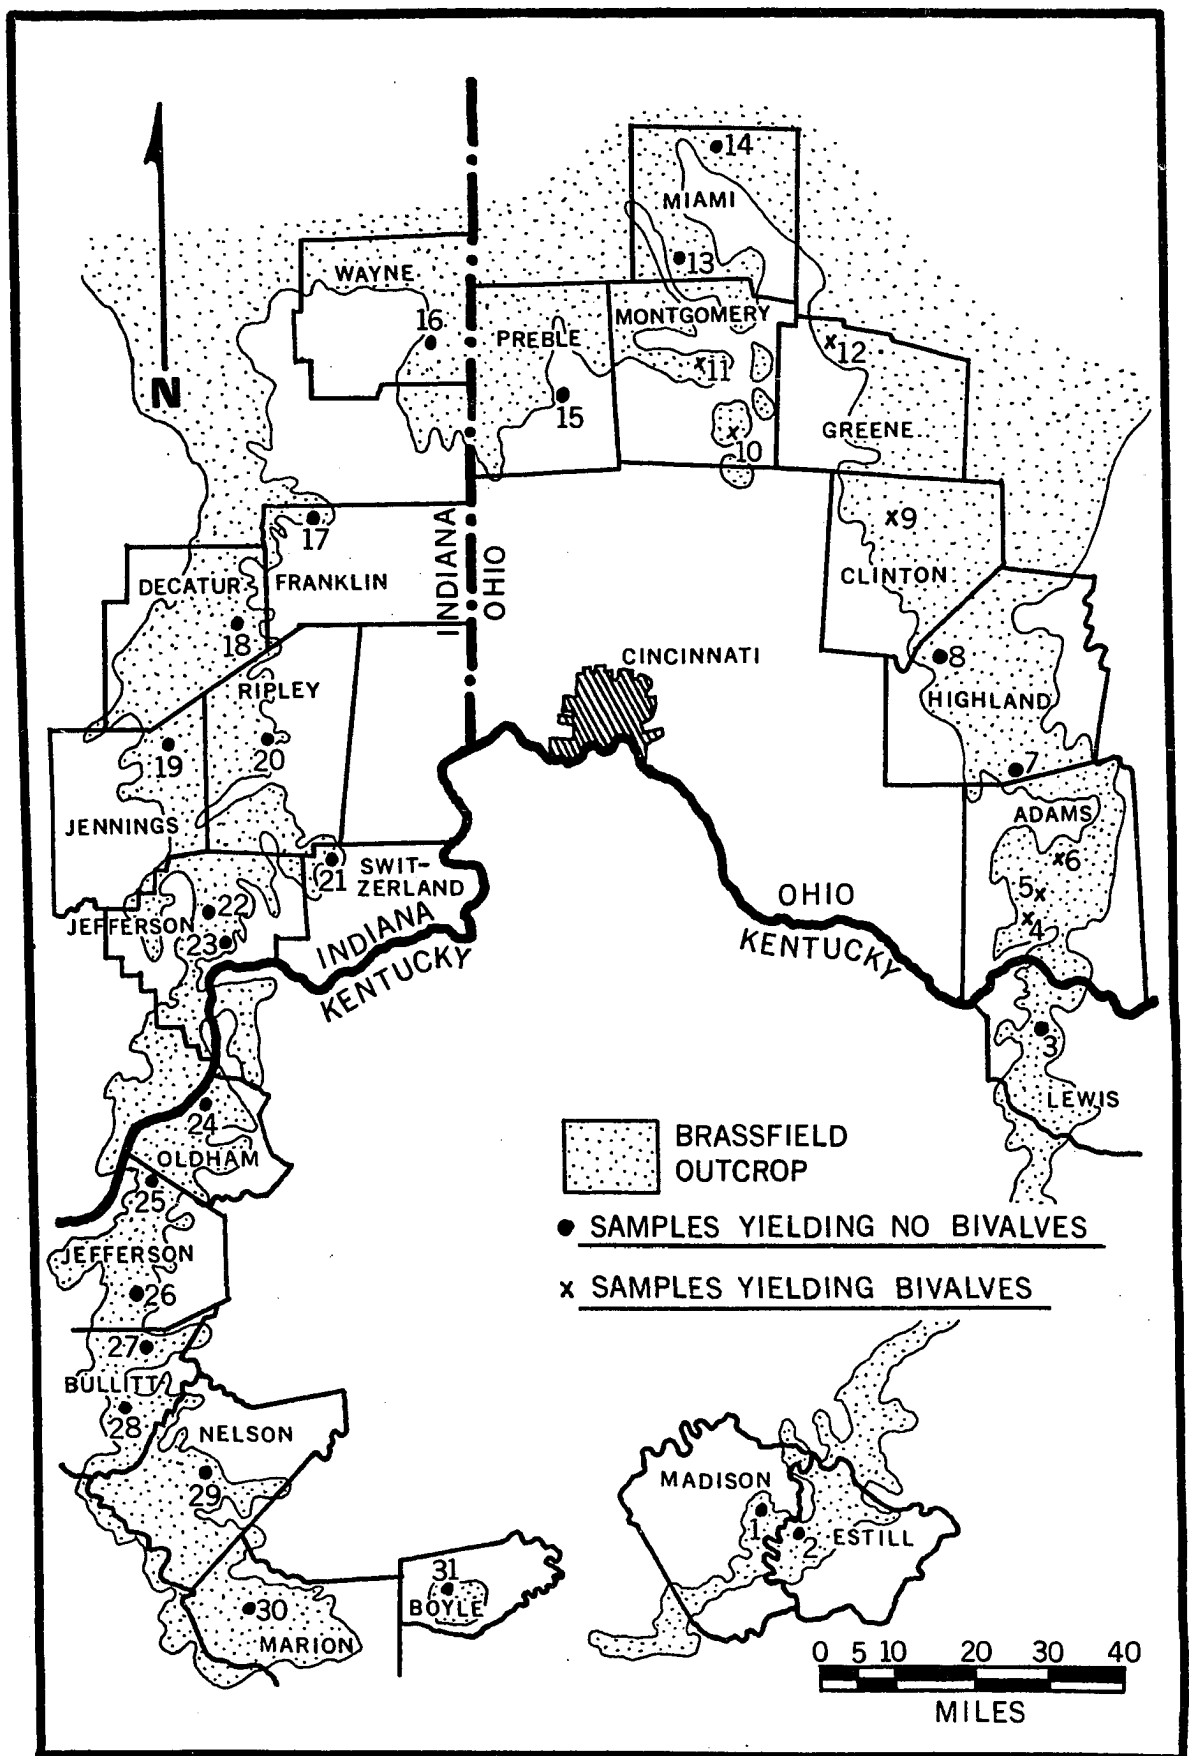 14
MIAMI
13
WAYNE
16
PREBLE
MONTGOMERY
12
11
15
10
GREENE
N
17
9
INDIANA
OHIO
DECATUR
FRANKLIN
CLINTON
18
8
CINCINNATI
RIPLEY
HIGHLAND
19
20
7
JENNINGS
ADAMS
21
SWIT-
ZERLAND
6
5
4
22
JEFFERSON
23
INDIANA
KENTUCKY
OHIO
KENTUCKY
3
LEWIS
24
OLDHAM
25
BRASSFIELD
OUTCROP
SAMPLES YIELDING NO BIVALVES
x SAMPLES YIELDING BIVALVES
JEFFERSON
26
27
BULLITT
28
NELSON
29
MADISON
1
2
ESTILL
31
BOYLE
30
MARION
0 5 10 20 30 40
MILES